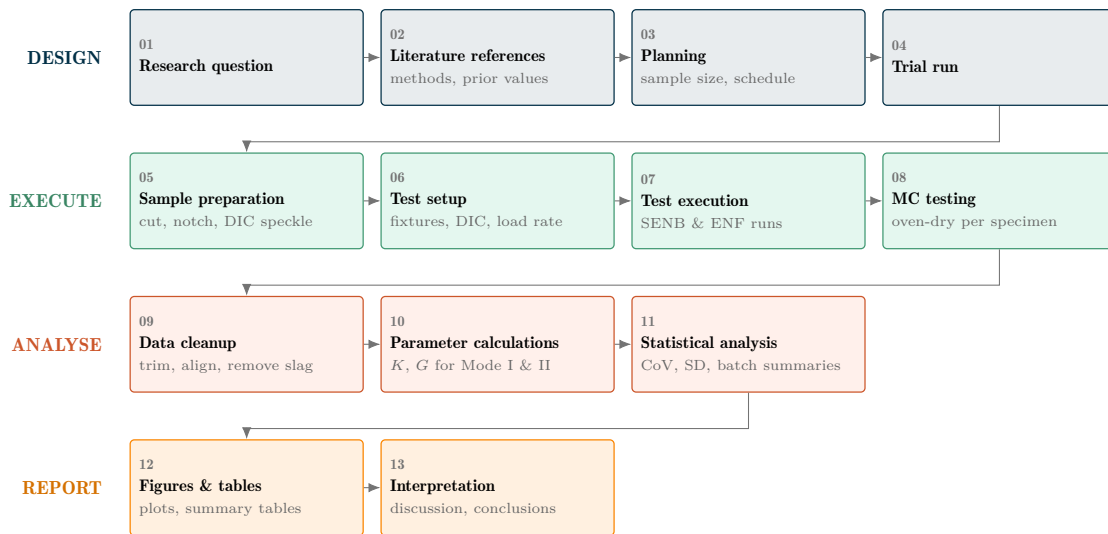 DESIGN
01
Research question
02
Literature references
methods, prior values
03
Planning
sample size, schedule
04
Trial run
EXECUTE
05
Sample preparation
cut, notch, DIC speckle
06
Test setup
fixtures, DIC, load rate
07
Test execution
SENB & ENF runs
08
MC testing
oven-dry per specimen
ANALYSE
09
Data cleanup
trim, align, remove slag
10
Parameter calculations
K, G for Mode I & II
11
Statistical analysis
CoV, SD, batch summaries
REPORT
12
Figures & tables
plots, summary tables
13
Interpretation
discussion, conclusions